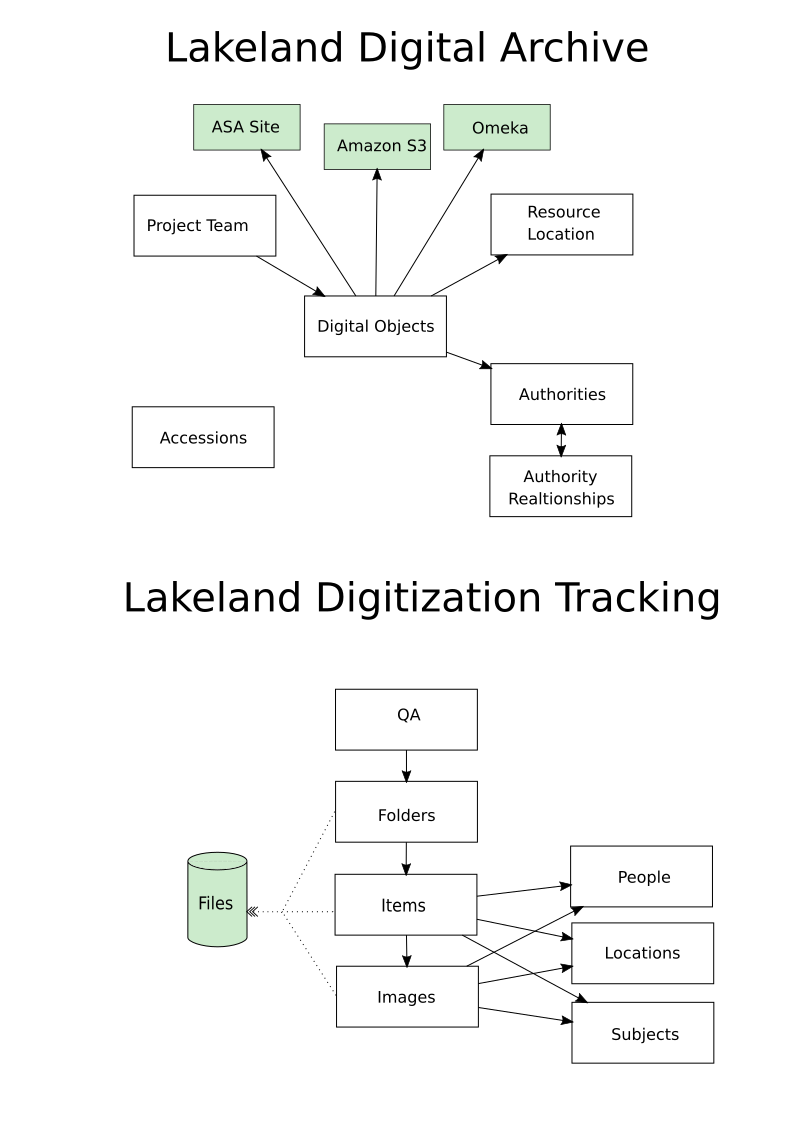 Lakeland Digital Archive
ASA Site
Amazon S3
Omeka
Project Team
Resource
Location
Digital Objects
Authorities
Accessions
Authority
Realtionships
Lakeland Digitization Tracking
QA
Folders
Files
Items
People
Locations
Images
Subjects